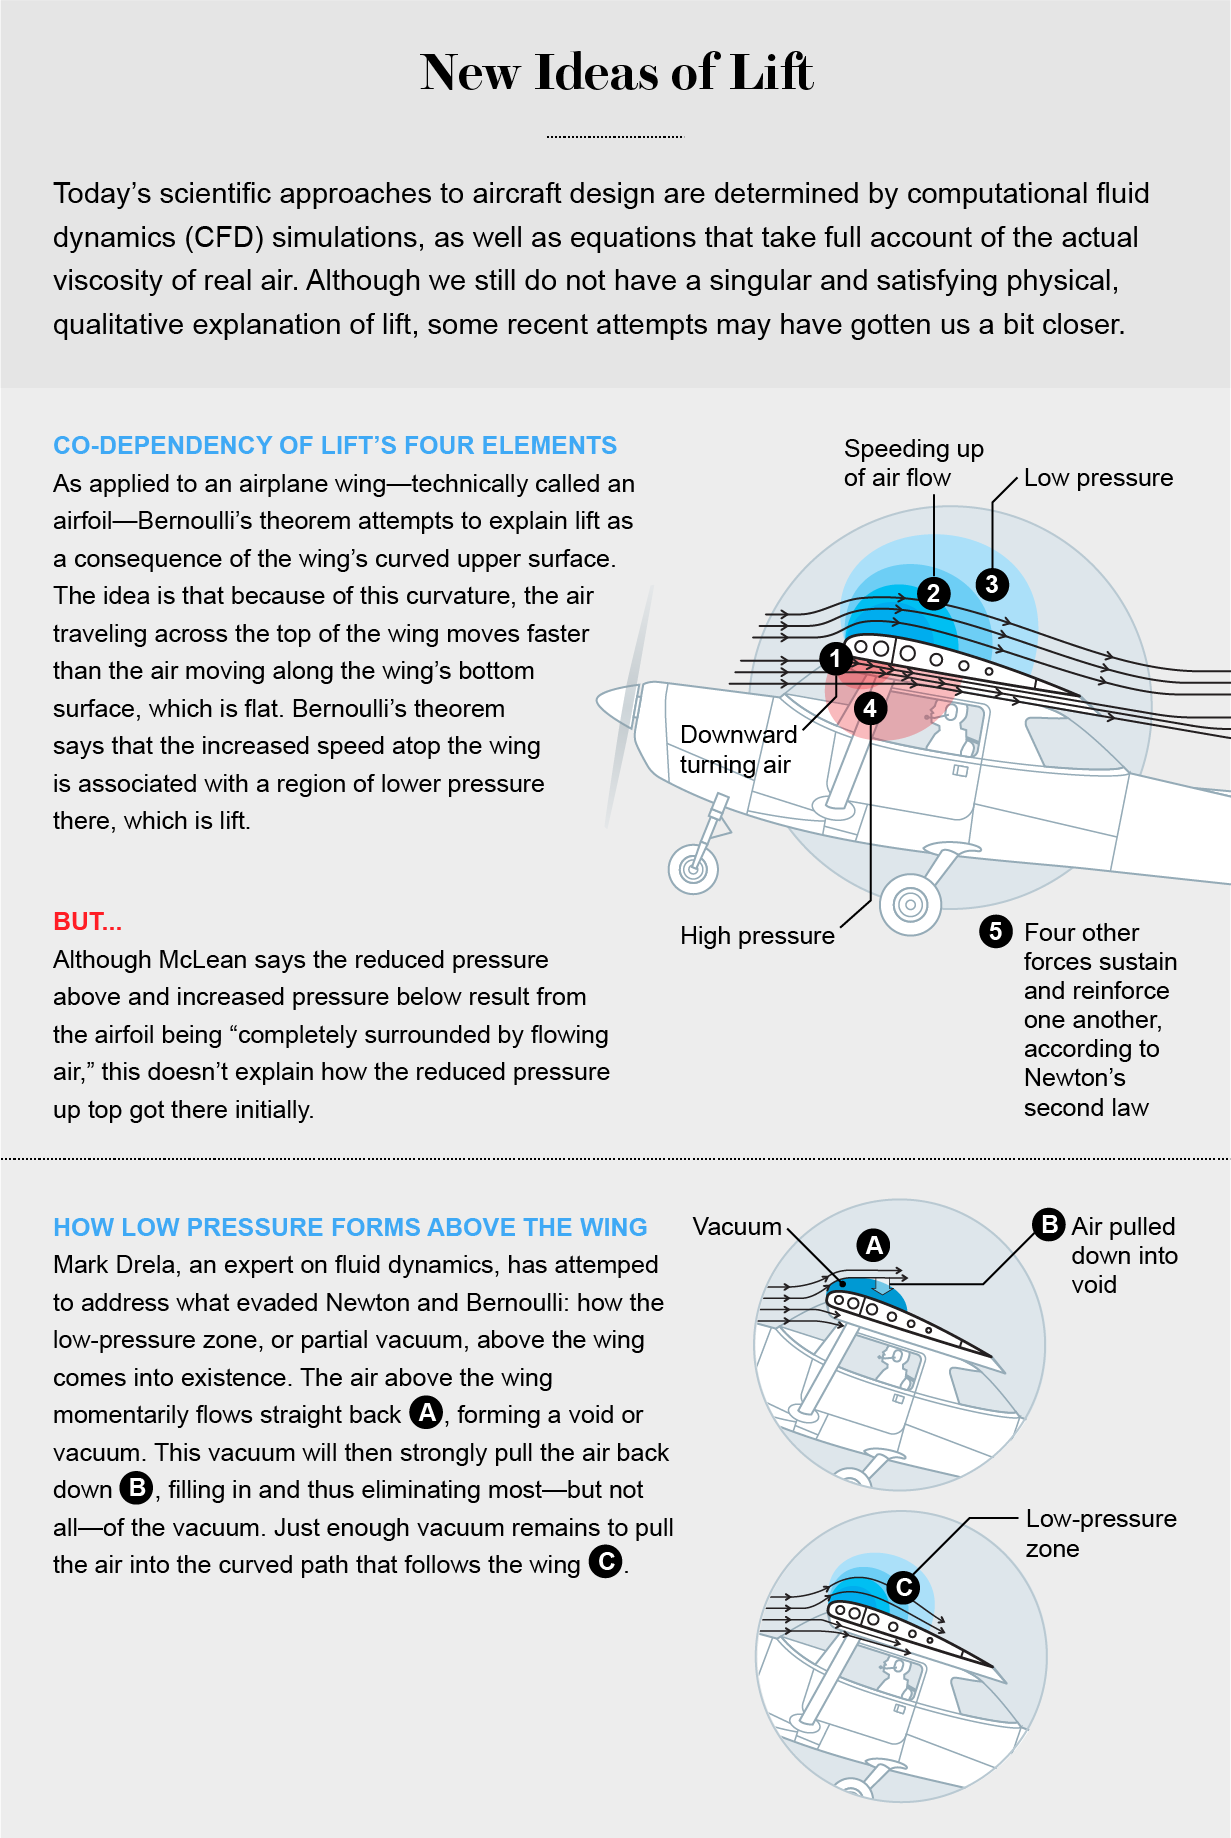 New Ideas of Lift
Today’s scientific approaches to aircraft design are determined by computational fluid
dynamics (CFD) simulations, as well as equations that take full account of the actual
viscosity of real air. Although we still do not have a singular and satisfying physical,
qualitative explanation of lift, some recent attempts may have gotten us a bit closer.
CO-DEPENDENCY OF LIFT’S FOUR ELEMENTS
As applied to an airplane wing—technically called an
airfoil—Bernoulli’s theorem attempts to explain lift as
a consequence of the wing’s curved upper surface.
The idea is that because of this curvature, the air
traveling across the top of the wing moves faster
than the air moving along the wing’s bottom
surface, which is flat. Bernoulli’s theorem
says that the increased speed atop the wing
is associated with a region of lower pressure
there, which is lift.
Speeding up
of air flow
Low pressure
2
3
1
4
Downward
turning air
High pressure
5 Four other
forces sustain
and reinforce
one another,
according to
Newton’s
second law
BUT...
Although McLean says the reduced pressure
above and increased pressure below result from
the airfoil being “completely surrounded by flowing
air,” this doesn’t explain how the reduced pressure
up top got there initially.
HOW LOW PRESSURE FORMS ABOVE THE WING
Mark Drela, an expert on fluid dynamics, has attemped
to address what evaded Newton and Bernoulli: how the
low-pressure zone, or partial vacuum, above the wing
comes into existence. The air above the wing
momentarily flows straight back A, forming a void or
vacuum. This vacuum will then strongly pull the air back
down B, filling in and thus eliminating most—but not
all—of the vacuum. Just enough vacuum remains to pull
the air into the curved path that follows the wing C.
Vacuum
A
B Air pulled
down into
void
Low-pressure
zone
C